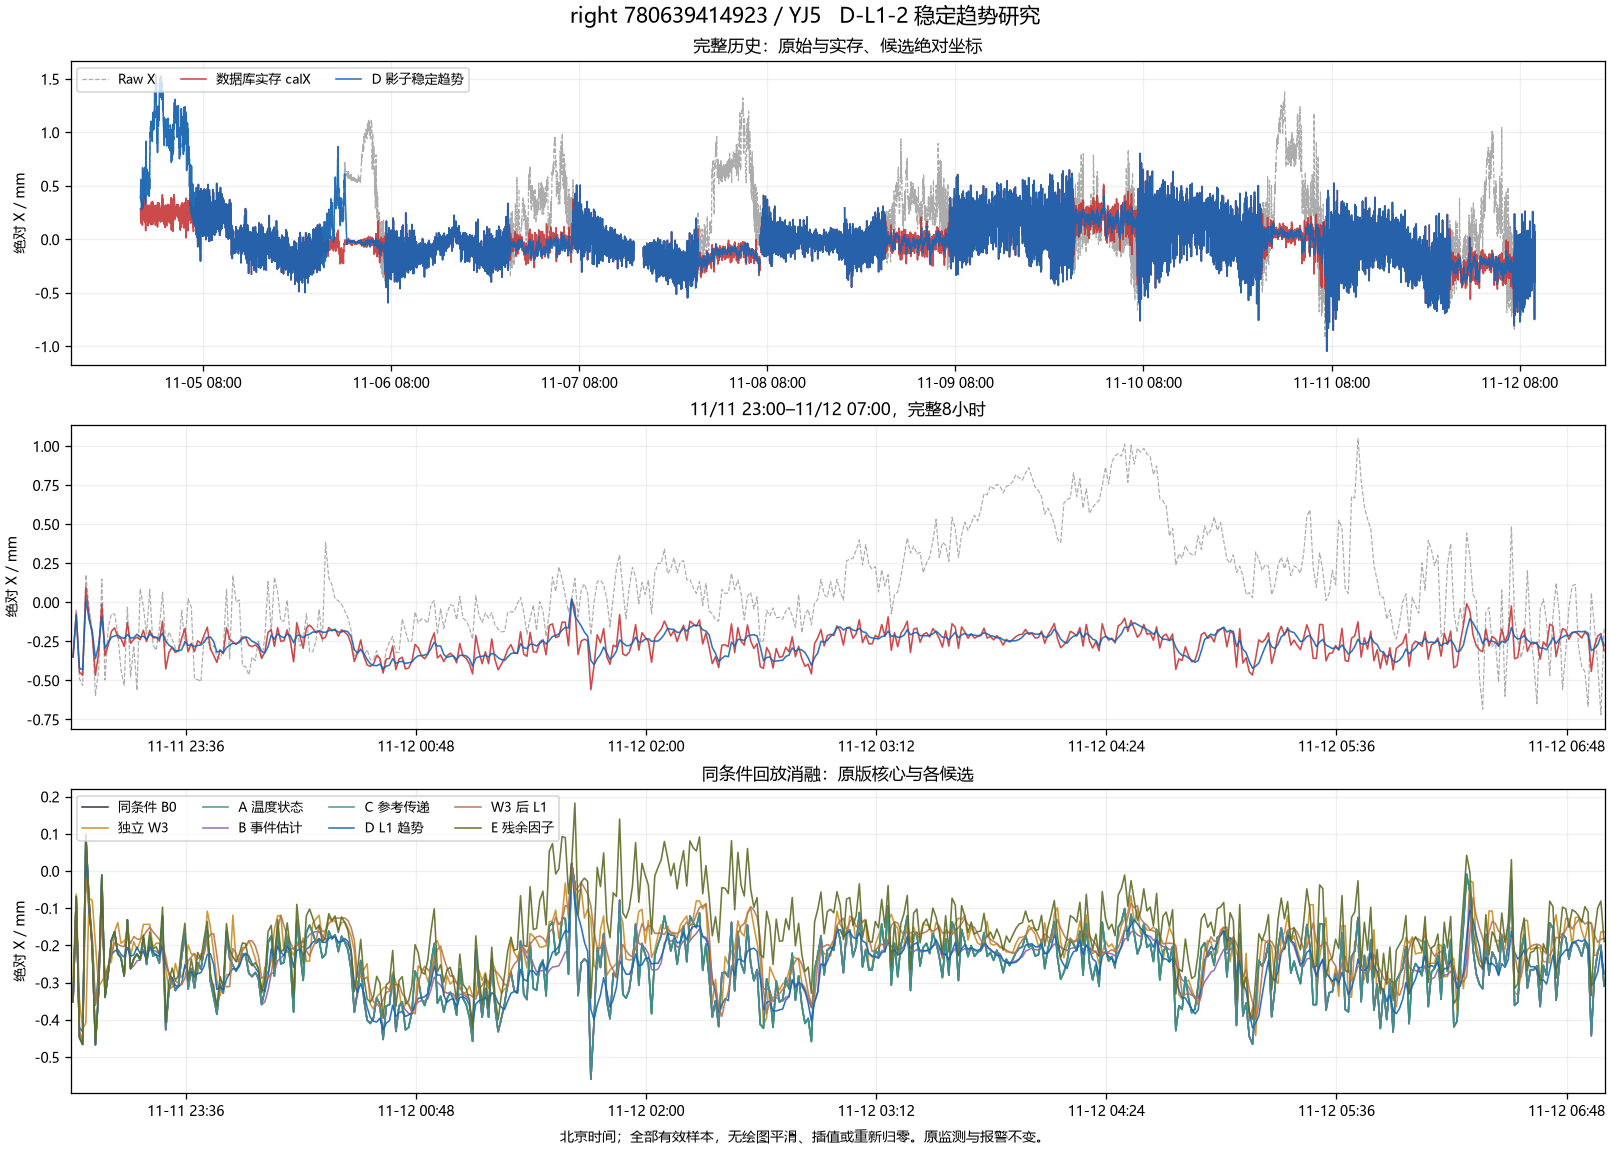 right 780639414923 / YJ5   D-L1-2 稳定趋势研究
完整历史：原始与实存、候选绝对坐标
Raw X   数据库实存 calX   D 影子稳定趋势
绝对 X / mm
1.5
1.0
0.5
0.0
-0.5
-1.0
11-05 08:00   11-06 08:00   11-07 08:00   11-08 08:00   11-09 08:00   11-10 08:00   11-11 08:00   11-12 08:00
11/11 23:00–11/12 07:00，完整8小时
绝对 X / mm
1.00
0.75
0.50
0.25
0.00
-0.25
-0.50
-0.75
11-11 23:36   11-12 00:48   11-12 02:00   11-12 03:12   11-12 04:24   11-12 05:36   11-12 06:48
同条件回放消融：原版核心与各候选
同条件 B0   A 温度状态   C 参考传递   W3 后 L1
独立 W3   B 事件估计   D L1 趋势   E 残余因子
绝对 X / mm
0.2
0.1
0.0
-0.1
-0.2
-0.3
-0.4
-0.5
11-11 23:36   11-12 00:48   11-12 02:00   11-12 03:12   11-12 04:24   11-12 05:36   11-12 06:48
北京时间；全部有效样本，无绘图平滑、插值或重新归零。原监测与报警不变。